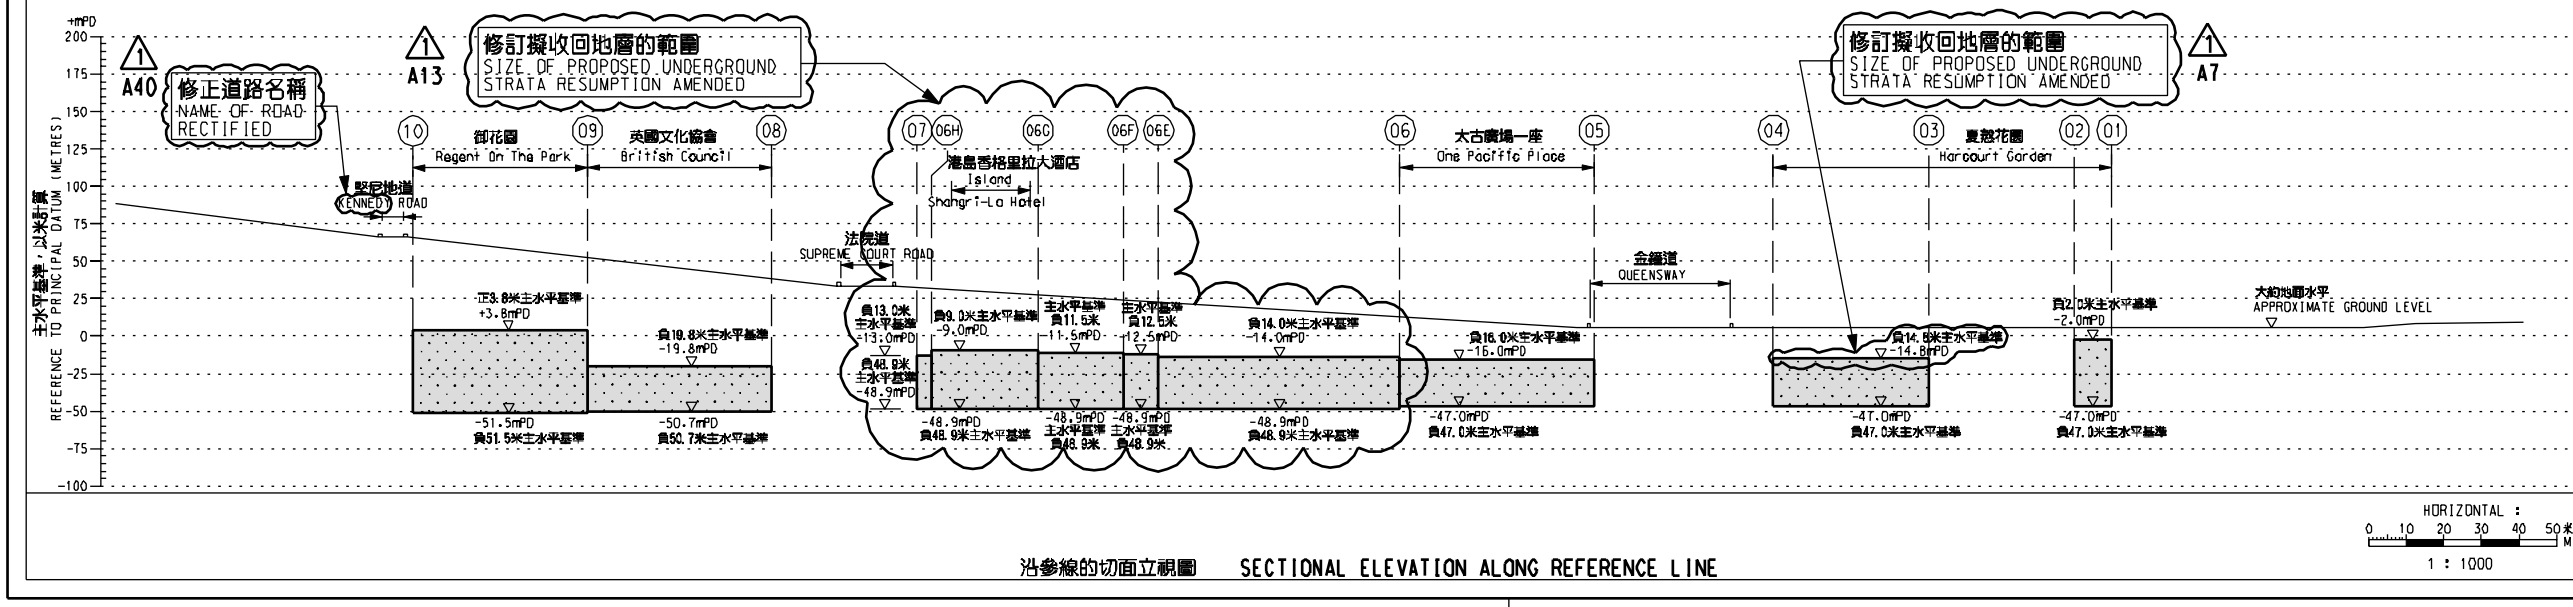 +mPD
200
175
150
125
100
75
50
25
0
-25
-50
-75
-100
主水平基準，以米計算
REFERENCE TO PRINCIPAL DATUM (METRES)
1
A40
修正道路名稱
NAME OF ROAD
RECTIFIED
1
A13
修訂擬收回地層的範圍
SIZE OF PROPOSED UNDERGROUND
STRATA RESUMPTION AMENDED
修訂擬收回地層的範圍
SIZE OF PROPOSED UNDERGROUND
STRATA RESUMPTION AMENDED
1
A7
10
御花園
Regent On The Park
09
英國文化協會
British Council
08
07
06H
06G
06F
06E
06
太古廣場一座
One Pacific Place
05
04
03
夏慤花園
Harcourt Garden
02
01
港島香格里拉大酒店
Island
Shangri-La Hotel
堅尼地道
KENNEDY ROAD
法院道
SUPREME COURT ROAD
金鐘道
QUEENSWAY
大約地面水平
APPROXIMATE GROUND LEVEL
正3.8米主水平基準
+3.8mPD
-51.5mPD
負51.5米主水平基準
負19.8米主水平基準
-19.8mPD
-50.7mPD
負50.7米主水平基準
負13.0米
主水平基準
-13.0mPD
負48.9米
主水平基準
-48.9mPD
負9.0米主水平基準
-9.0mPD
-48.9mPD
負48.9米主水平基準
主水平基準
負11.5米
-11.5mPD
-48.9mPD
主水平基準
負48.9米
主水平基準
負12.5米
-12.5mPD
-48.9mPD
主水平基準
負48.9米
負14.0米主水平基準
-14.0mPD
-48.9mPD
負48.9米主水平基準
負16.0米主水平基準
-16.0mPD
-47.0mPD
負47.0米主水平基準
負14.8米主水平基準
-14.8mPD
-47.0mPD
負47.0米主水平基準
負2.0米主水平基準
-2.0mPD
-47.0mPD
負47.0米主水平基準
沿參線的切面立視圖 SECTIONAL ELEVATION ALONG REFERENCE LINE
HORIZONTAL :
0 10 20 30 40 50米
M
1 : 1000